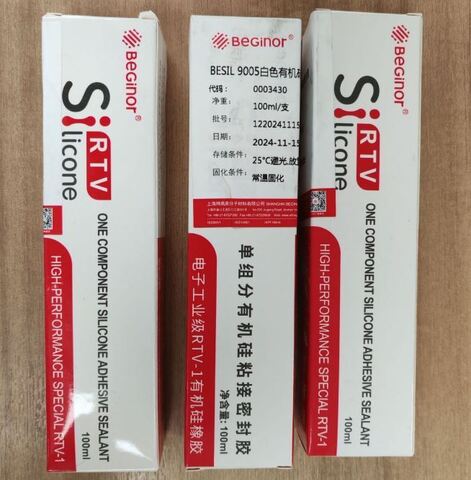 BeGinor®
Silicone
RTV
ONE COMPONENT SILICONE ADHESIVE SEALANT
HIGH-PERFORMANCE SPECIAL RTV-1
100ml
BeGinor®
BESIL 9005白色有机硅
代码： 0003430
净重： 100ml/支
批号： 1220241115
日期： 2024-11-15
存储条件： 25℃避光,放
固化条件： 常温固化
单组分有机硅粘接密封胶
电子工业级RTV-1有机硅橡胶
净含量:100ml
BeGinor®
Silicone
RTV
ONE COMPONENT SILICONE ADHESIVE SEALANT
HIGH-PERFORMANCE SPECIAL RTV-1
100ml